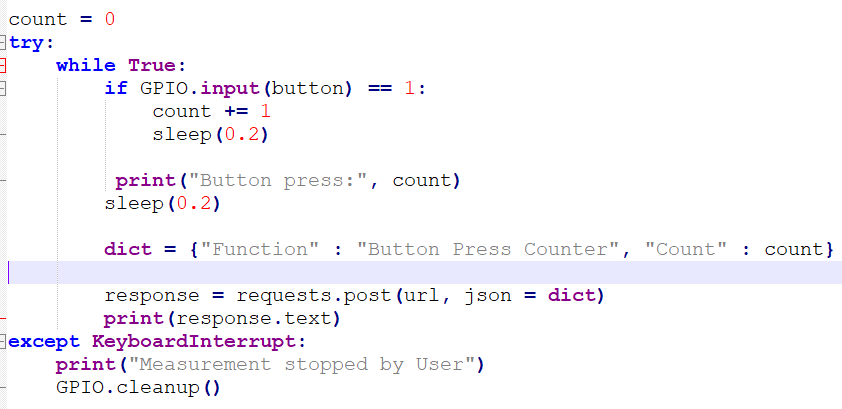 count = 0
try:
    while True:
        if GPIO.input(button) == 1:
            count += 1
            sleep(0.2)

         print("Button press:", count)
        sleep(0.2)

        dict = {"Function" : "Button Press Counter", "Count" : count}

        response = requests.post(url, json = dict)
        print(response.text)
except KeyboardInterrupt:
    print("Measurement stopped by User")
    GPIO.cleanup()